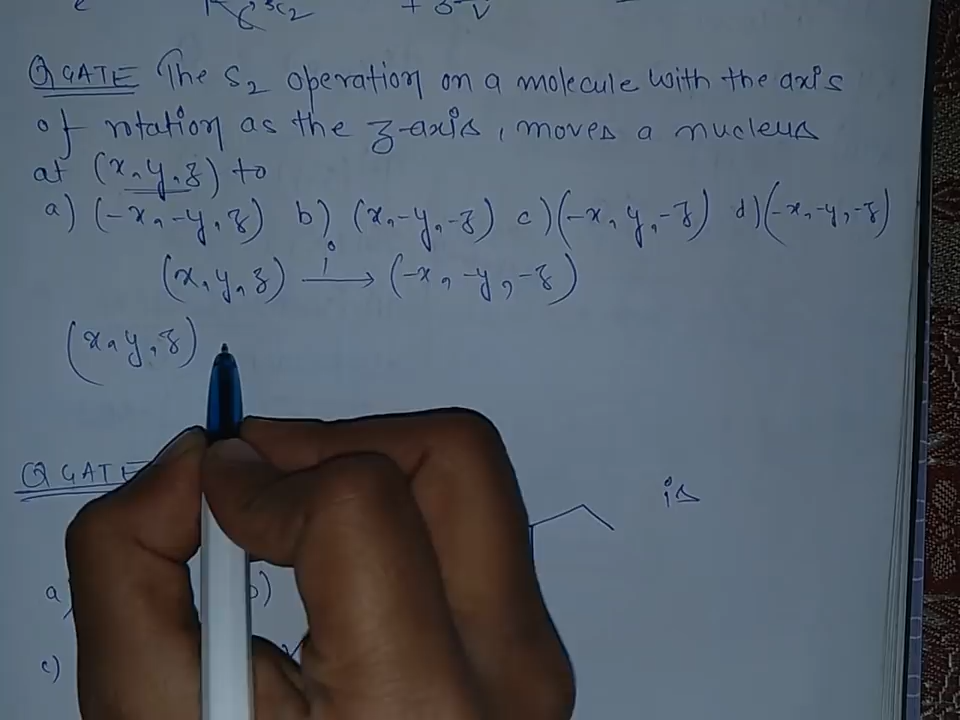 Q GATE The S2 operation on a molecule with the axis
of rotation as the z-axis, moves a nucleus
at (x, y, z) to
a) (-x, -y, z) b) (x, -y, -z) c) (-x, y, -z) d) (-x, -y, -z)
(x, y, z) i → (-x, -y, -z)
(x, y, z)
Q GATE is
a) b)
c)